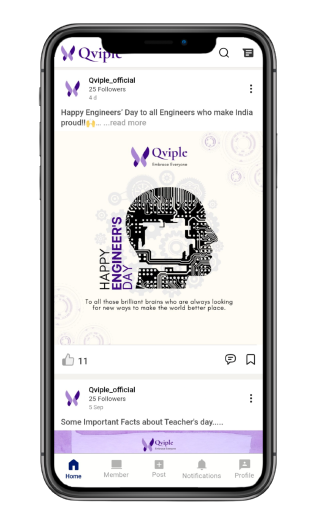 Qviple
Qviple_official
25 Followers
4 d
Happy Engineers' Day to all Engineers who make India
proud!!🙌... ...read more
Qviple
Embrace Everyone
HAPPY
ENGINEER'S
DAY
To all those brilliant brains who are always looking
for new ways to make the world better place.
11
Qviple_official
25 Followers
5 Sep
Some Important Facts about Teacher's day.....
Qviple
Home Member Post Notifications Profile